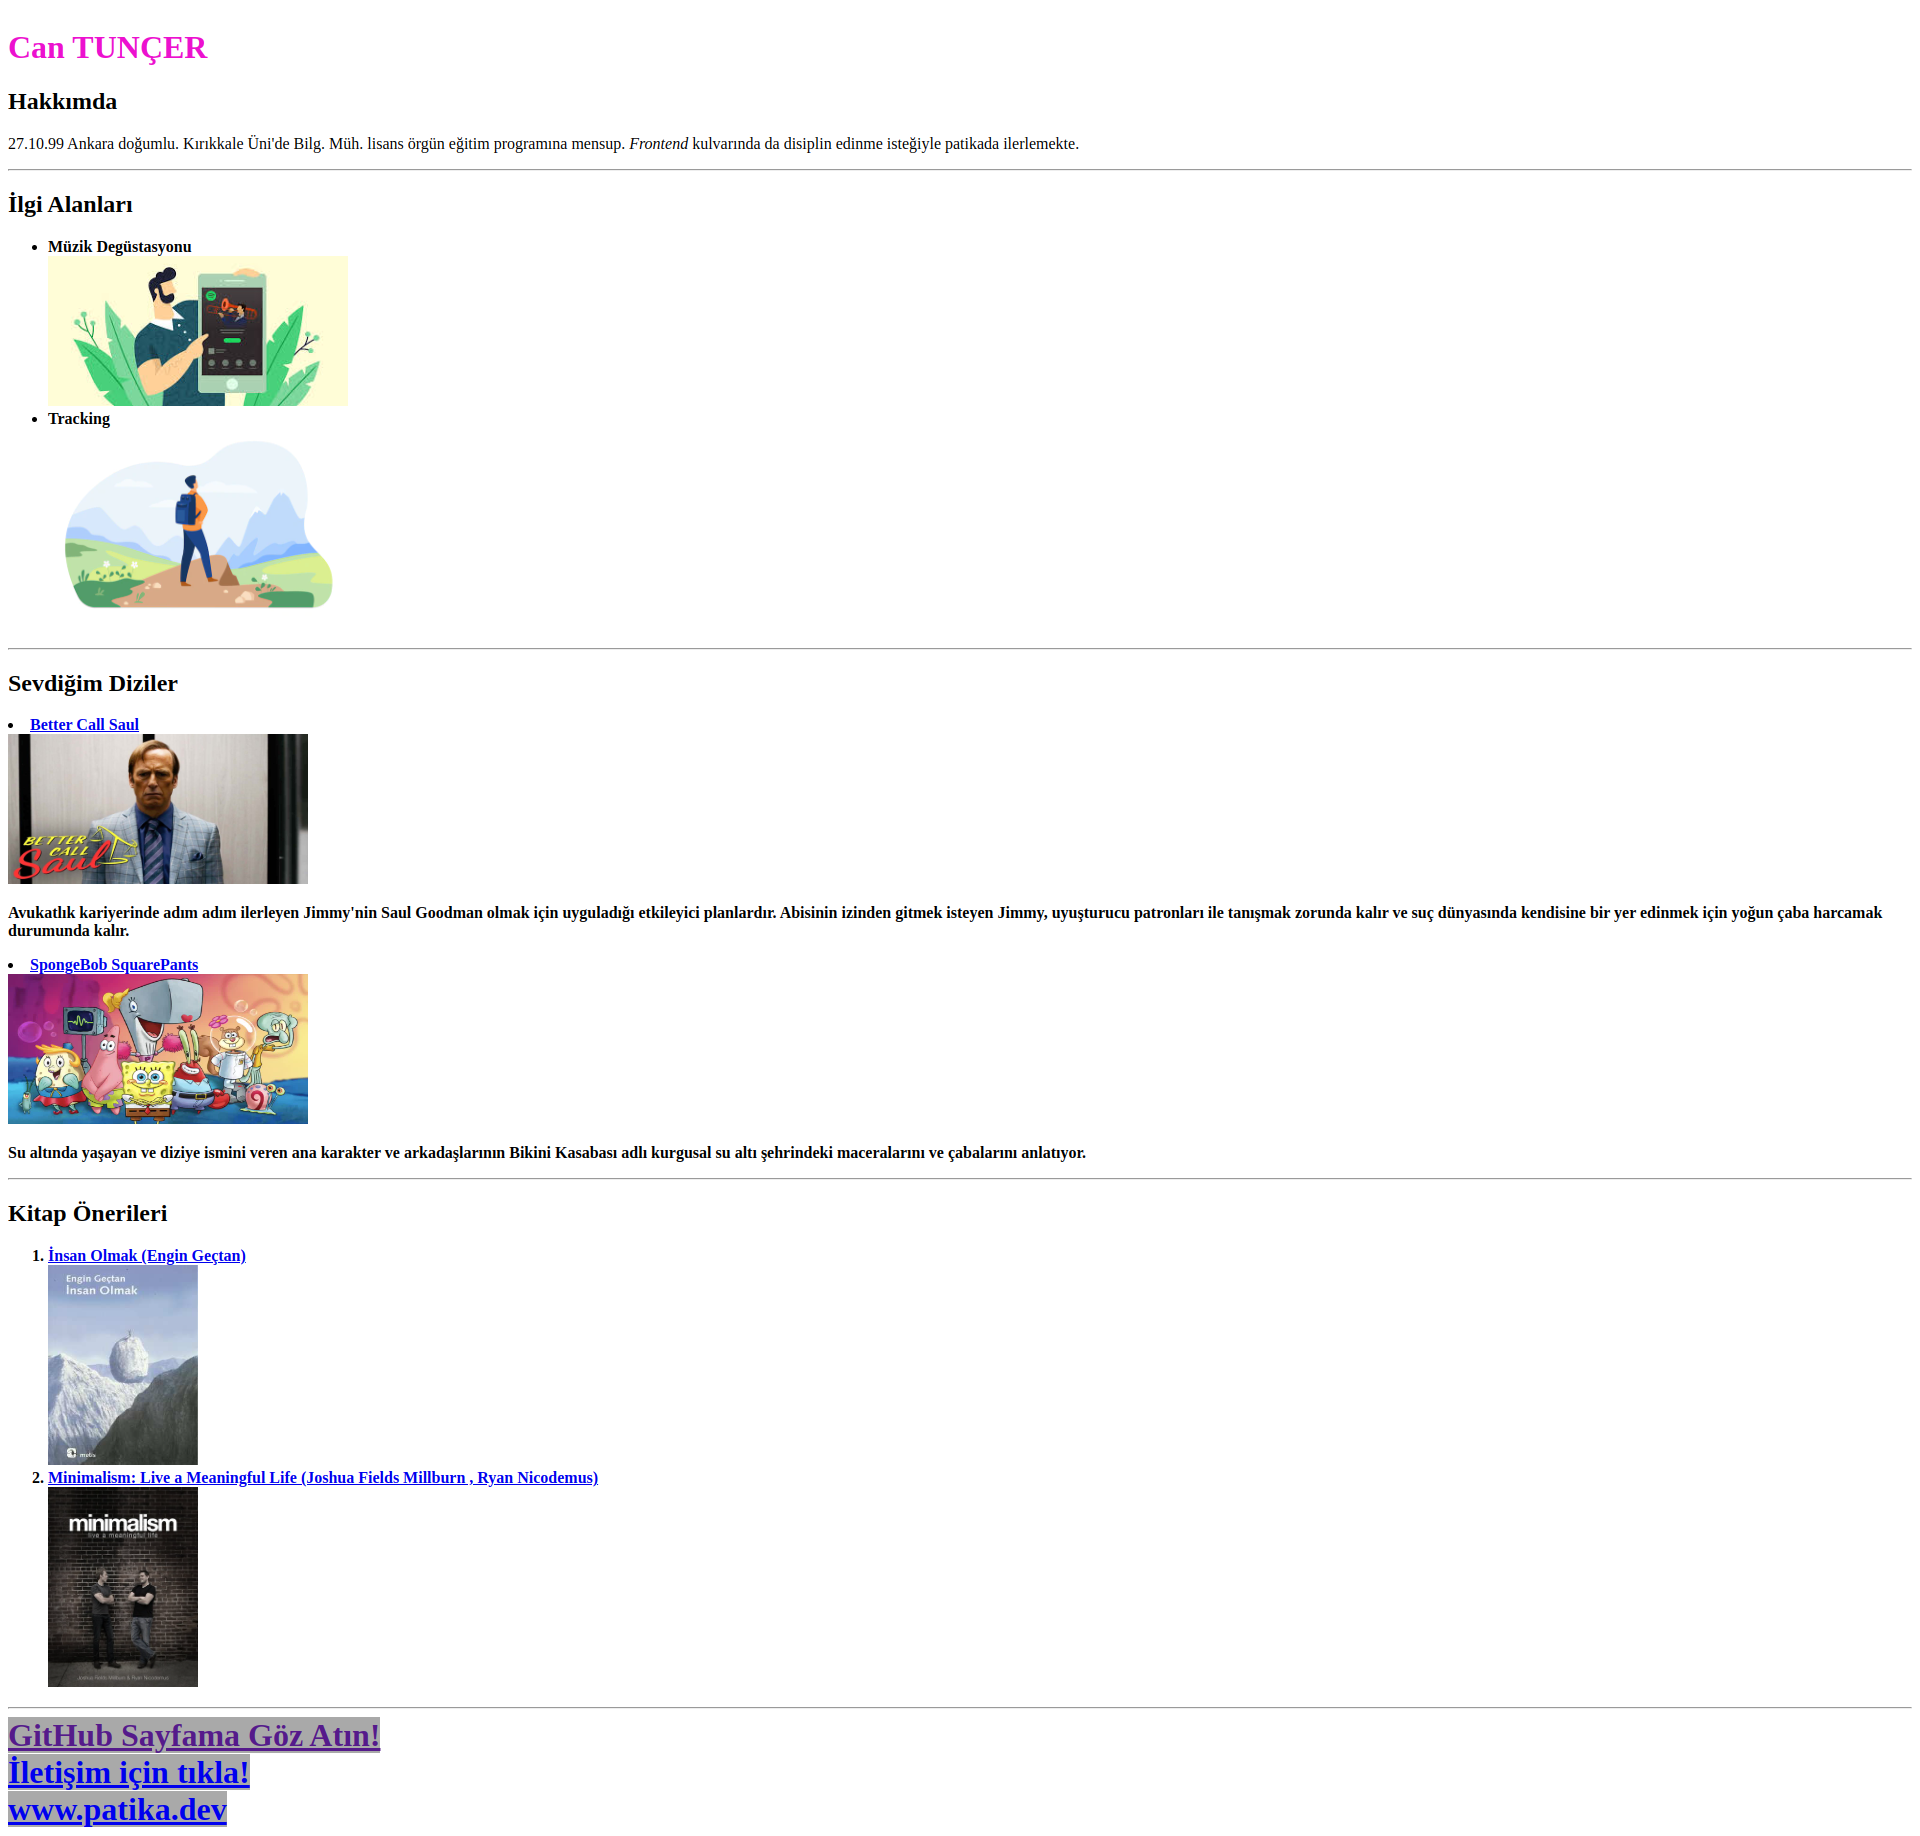 Can TUNÇER
Hakkımda
27.10.99 Ankara doğumlu. Kırıkkale Üni'de Bilg. Müh. lisans örgün eğitim programına mensup. Frontend kulvarında da disiplin edinme isteğiyle patikada ilerlemekte.
İlgi Alanları
Müzik Degüstasyonu
Tracking
Sevdiğim Diziler
Better Call Saul
BETTER
CALL
Saul
Avukatlık kariyerinde adım adım ilerleyen Jimmy'nin Saul Goodman olmak için uyguladığı etkileyici planlardır. Abisinin izinden gitmek isteyen Jimmy, uyuşturucu patronları ile tanışmak zorunda kalır ve suç dünyasında kendisine bir yer edinmek için yoğun çaba harcamak
durumunda kalır.
SpongeBob SquarePants
Su altında yaşayan ve diziye ismini veren ana karakter ve arkadaşlarının Bikini Kasabası adlı kurgusal su altı şehrindeki maceralarını ve çabalarını anlatıyor.
Kitap Önerileri
1. İnsan Olmak (Engin Geçtan)
Engin Geçtan
İnsan Olmak
metis
2. Minimalism: Live a Meaningful Life (Joshua Fields Millburn , Ryan Nicodemus)
minimalism
live a meaningful life
Joshua Fields Millburn & Ryan Nicodemus
GitHub Sayfama Göz Atın!
İletişim için tıkla!
www.patika.dev